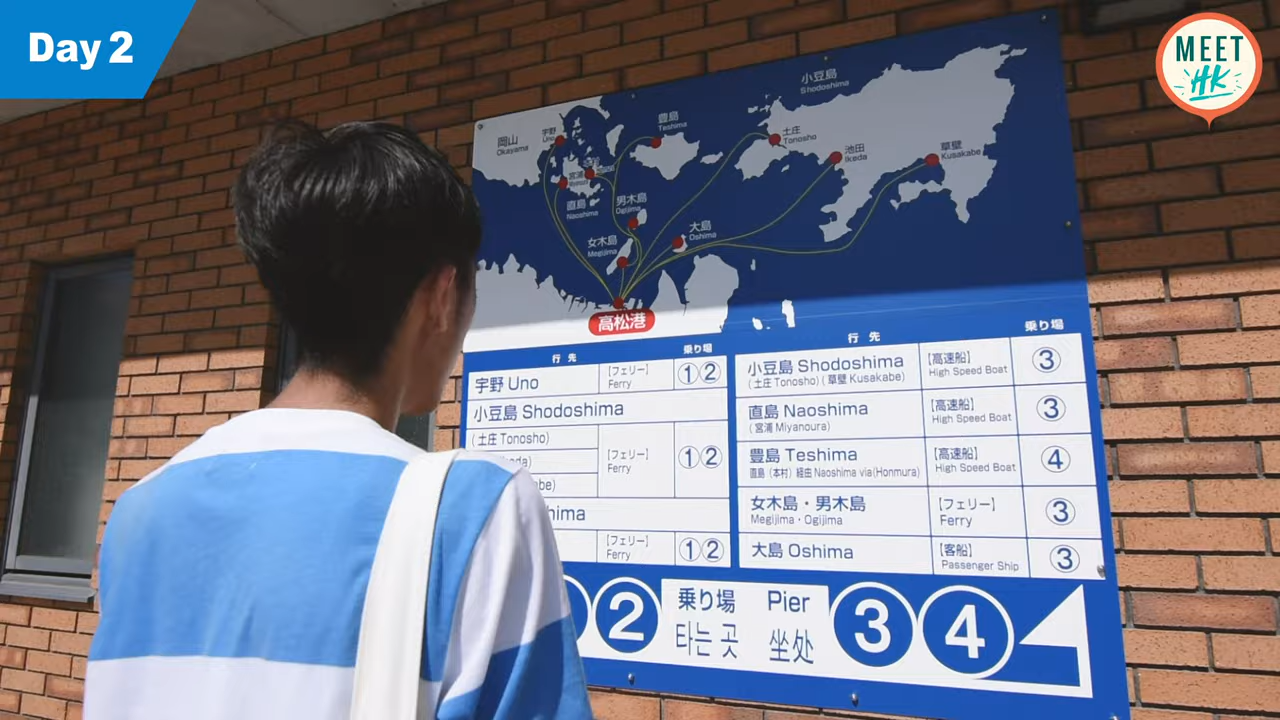 Day 2
MEET
HK
小豆島
Shodoshima
岡山
Okayama
宇野
Uno
豊島
Teshima
土庄
Tonosho
池田
Ikeda
草壁
Kusakabe
宮浦
直島
Naoshima
男木島
Ogijima
女木島
Megijima
大島
Oshima
高松港
行先 乗り場
宇野 Uno 【フェリー】 Ferry ①②
小豆島 Shodoshima
(土庄 Tonosho)
【フェリー】 Ferry ①②
【フェリー】 Ferry ①②
行先 乗り場
小豆島 Shodoshima 【高速船】 ③
(土庄 Tonosho)(草壁 Kusakabe) High Speed Boat
直島 Naoshima 【高速船】 ③
(宮浦 Miyanoura) High Speed Boat
豊島 Teshima 【高速船】 ④
直島（本村）経由 Naoshima via(Honmura) High Speed Boat
女木島・男木島 【フェリー】 ③
Megijima・Ogijima Ferry
大島 Oshima 【客船】 Passenger Ship ③
2 乗り場 Pier 3 4
타는 곳 坐处